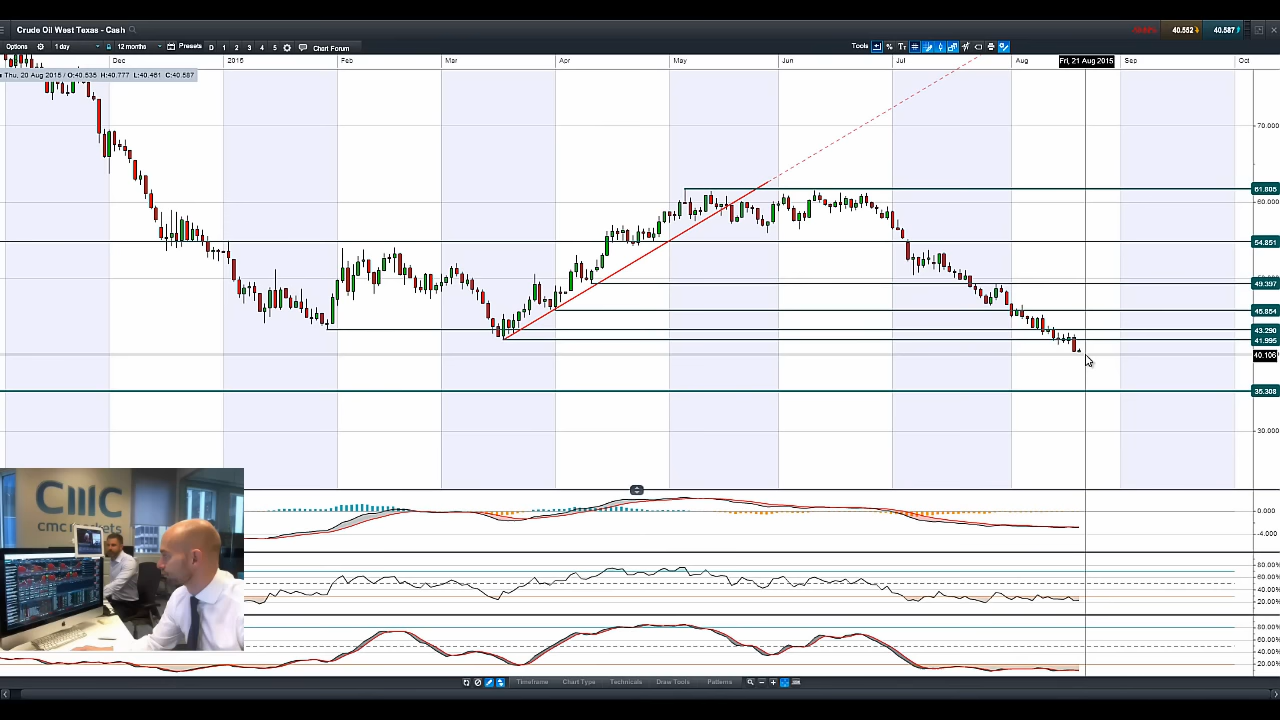 Crude Oil West Texas - Cash
40.552
40.587
Options
1 day
12 months
Presets
D
1
2
3
4
5
Chart Forum
Tools
%
Dec
2015
Feb
Mar
Apr
May
Jun
Jul
Aug
Fri, 21 Aug 2015
Sep
Oct
Thu, 20 Aug 2015 / O:40.535 H:40.777 L:40.461 C:40.587
70.000
61.805
60.000
54.851
49.397
45.854
43.290
41.995
40.106
35.308
30.000
0.000
-4.000
80.00%
60.00%
40.00%
20.00%
80.00%
60.00%
40.00%
20.00%
cmc
cmc markets
Timeframe
Chart Type
Technicals
Draw Tools
Patterns